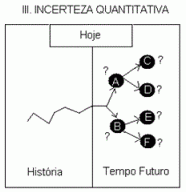 III. INCERTEZA QUANTITATIVA
Hoje
C ?
? A
D ?
E ?
B
? F ?
História
Tempo Futuro